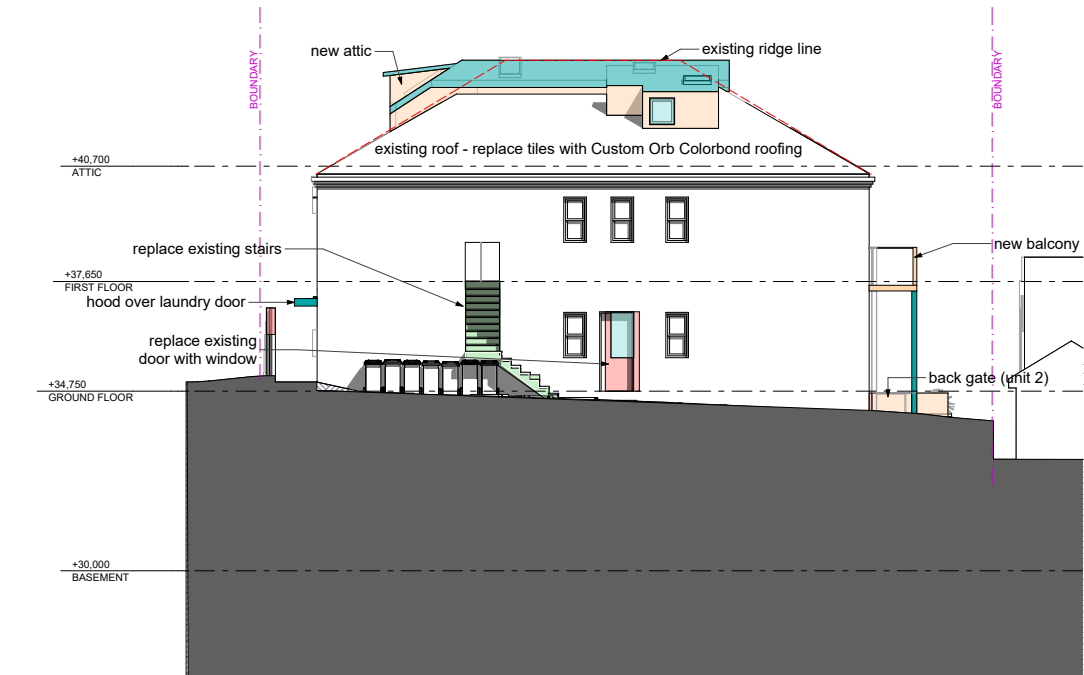 new attic
existing ridge line
BOUNDARY
BOUNDARY
existing roof - replace tiles with Custom Orb Colorbond roofing
+40,700
ATTIC
replace existing stairs
new balcony
+37,650
FIRST FLOOR
hood over laundry door
replace existing
door with window
back gate (unit 2)
+34,750
GROUND FLOOR
+30,000
BASEMENT